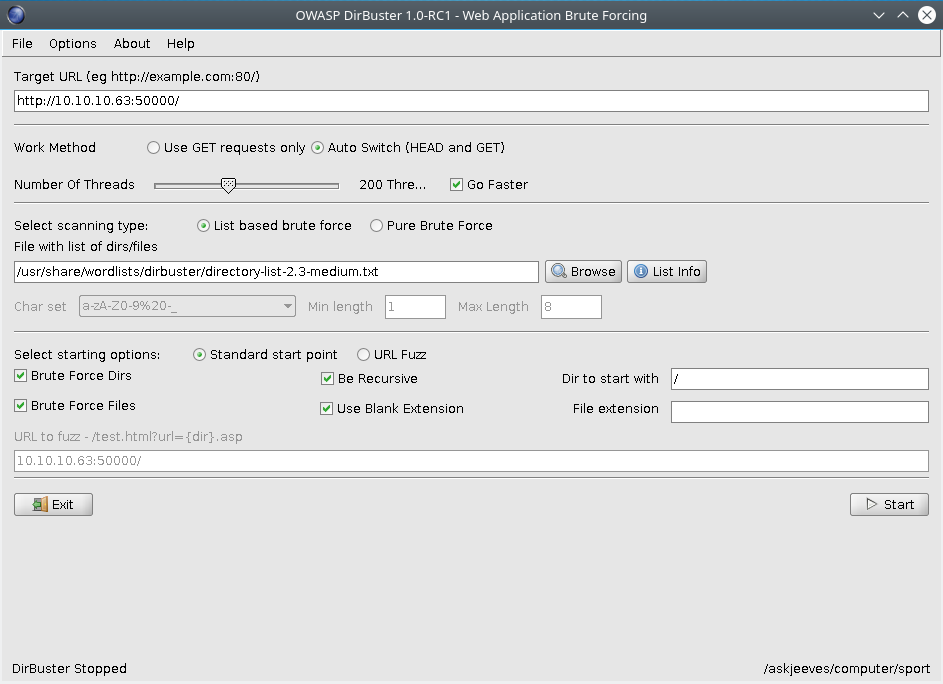 OWASP DirBuster 1.0-RC1 - Web Application Brute Forcing
File Options About Help
Target URL (eg http://example.com:80/)
http://10.10.10.63:50000/
Work Method Use GET requests only Auto Switch (HEAD and GET)
Number Of Threads 200 Thre... Go Faster
Select scanning type: List based brute force Pure Brute Force
File with list of dirs/files
/usr/share/wordlists/dirbuster/directory-list-2.3-medium.txt Browse List Info
Char set a-zA-Z0-9%20-_ Min length 1 Max Length 8
Select starting options: Standard start point URL Fuzz
Brute Force Dirs Be Recursive Dir to start with /
Brute Force Files Use Blank Extension File extension
URL to fuzz - /test.html?url={dir}.asp
10.10.10.63:50000/
Exit Start
DirBuster Stopped /askjeeves/computer/sport